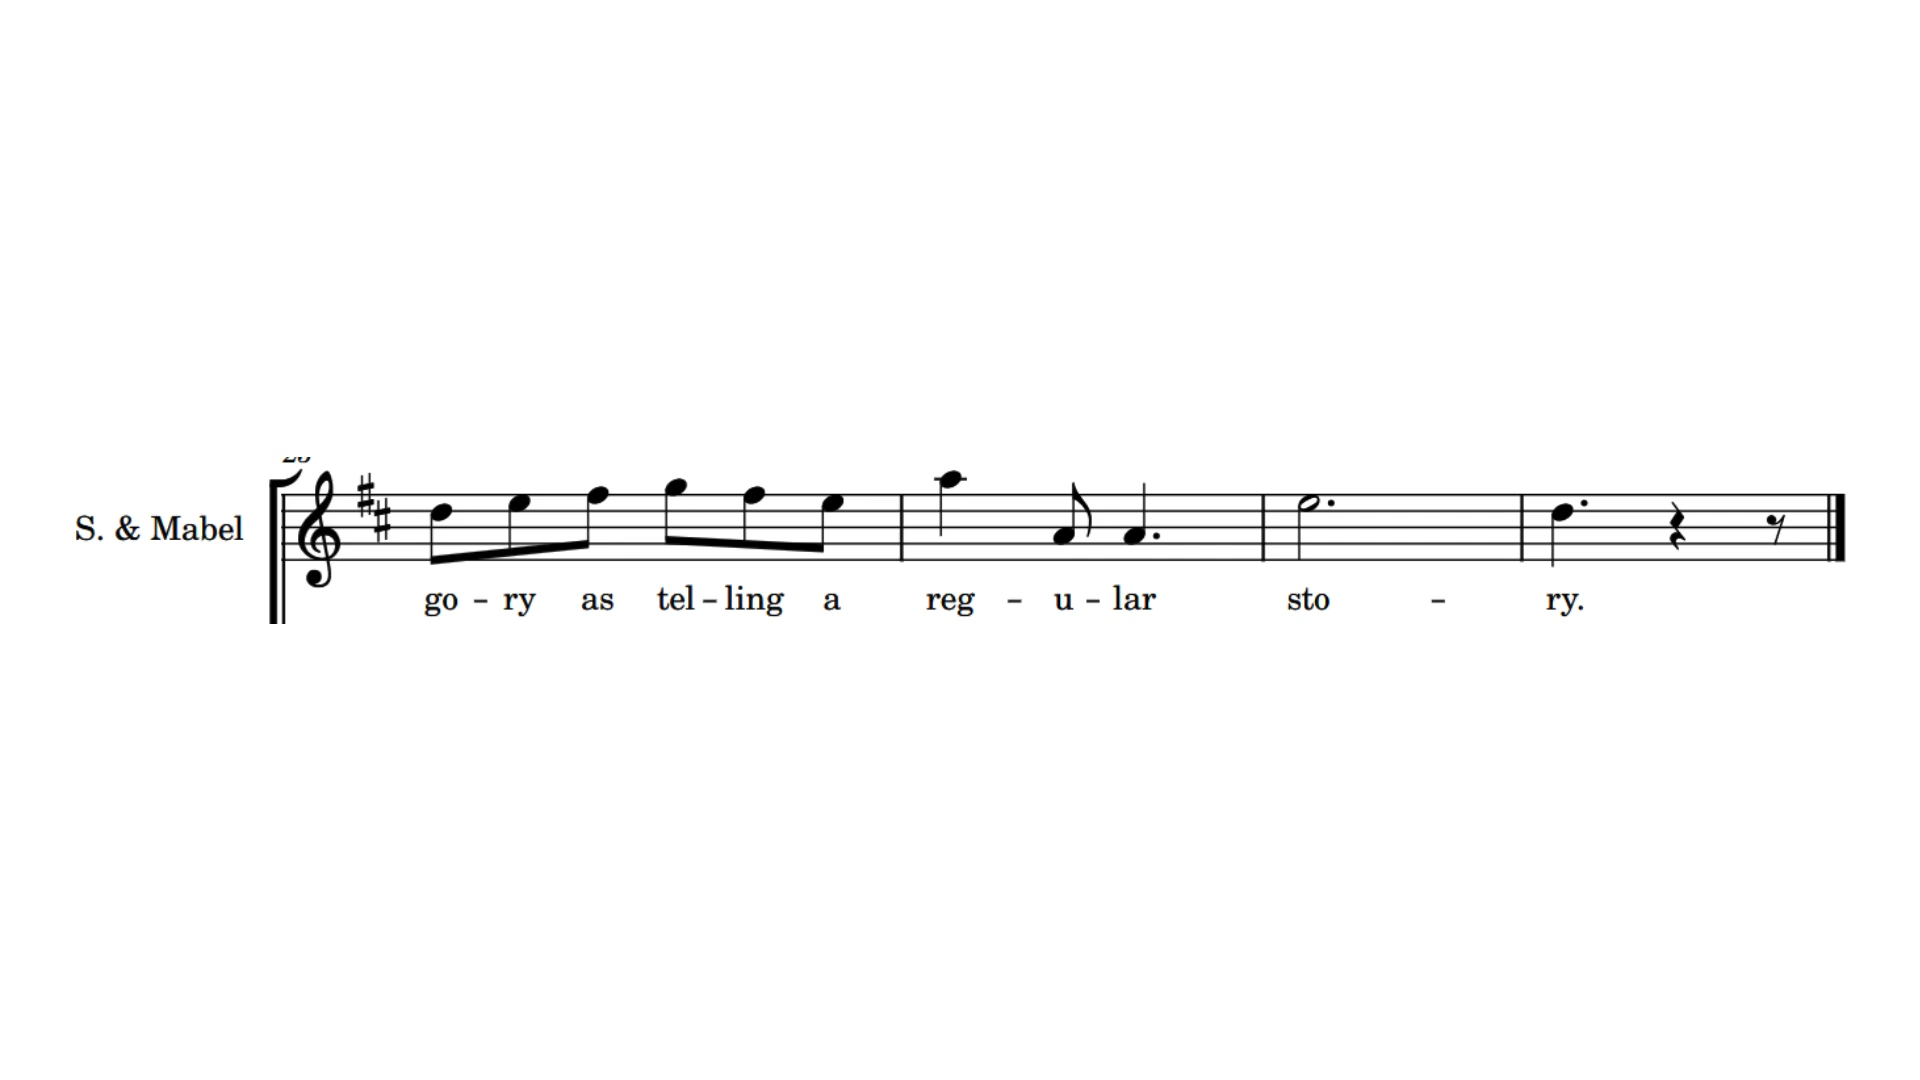 S. & Mabel
go - ry as tel - ling a reg - u - lar sto - ry.